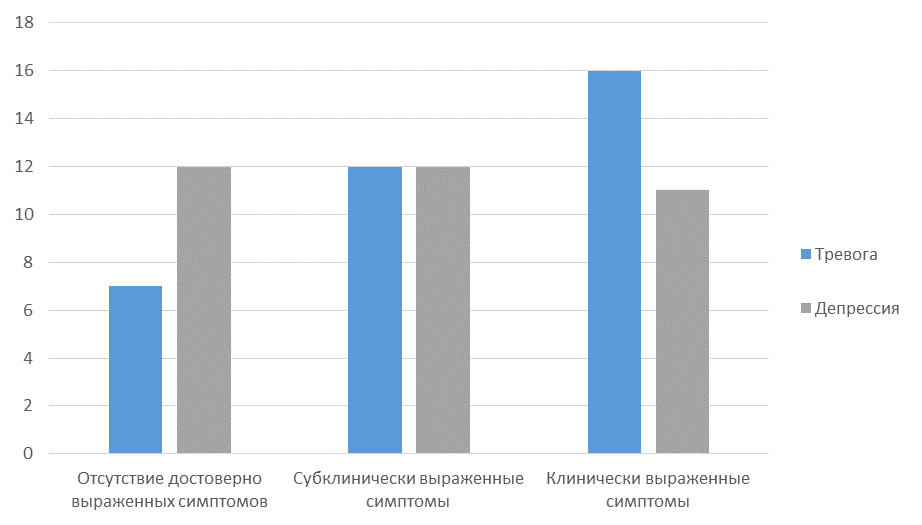 18
16
14
12
10
8
6
4
2
0
Отсутствие достоверно
выраженных симптомов
Субклинически выраженные
симптомы
Клинически выраженные
симптомы
Тревога
Депрессия